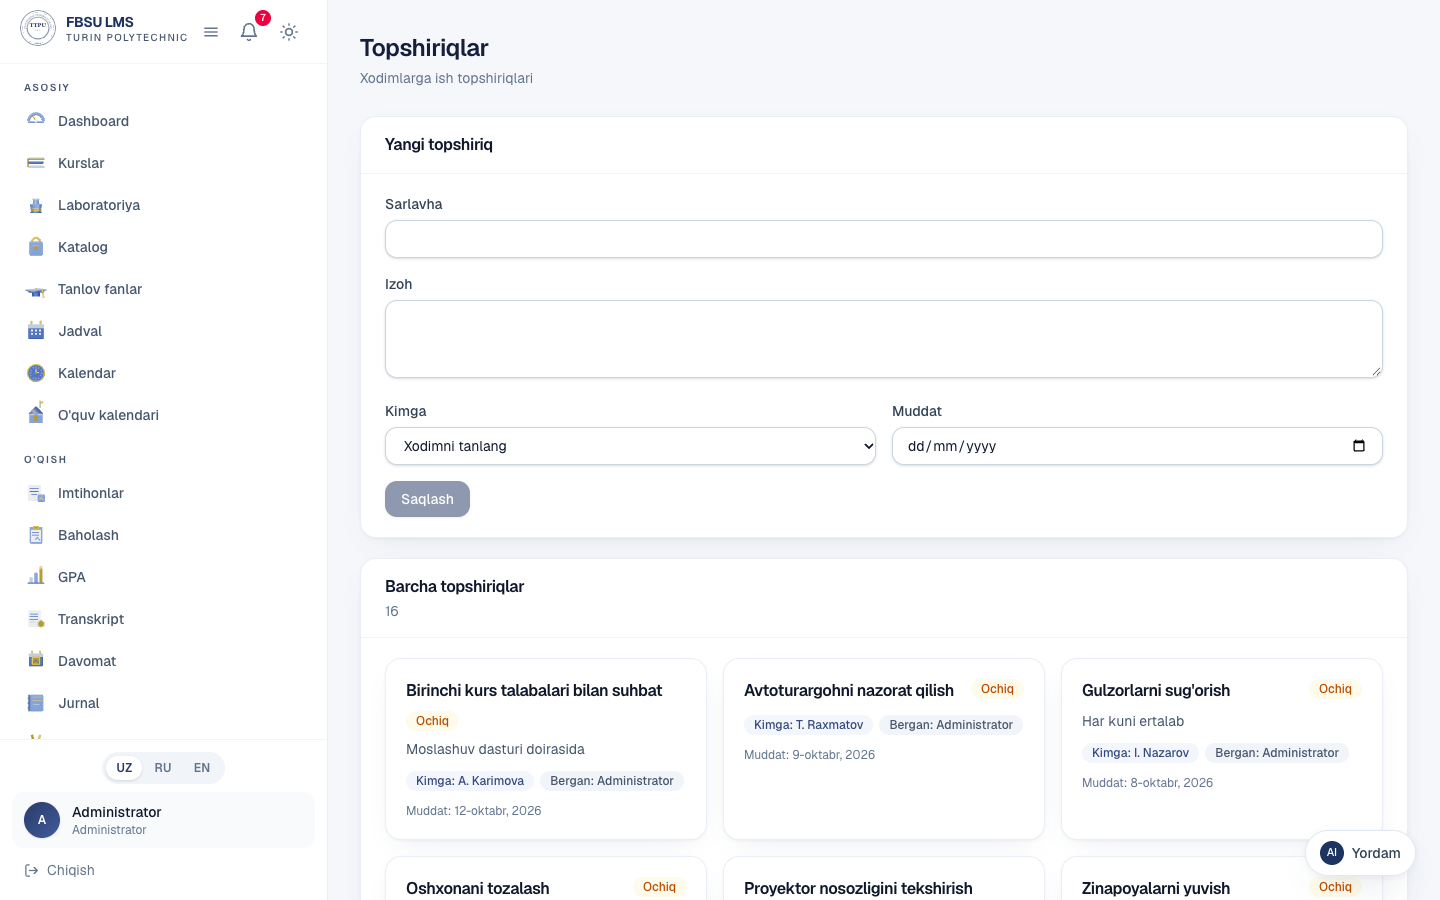 TTPU
FBSU LMS
TURIN POLYTECHNIC
7
ASOSIY
Dashboard
Kurslar
Laboratoriya
Katalog
Tanlov fanlar
Jadval
Kalendar
O'quv kalendari
O'QISH
Imtihonlar
Baholash
GPA
Transkript
Davomat
Jurnal
UZ RU EN
A
Administrator
Administrator
Chiqish
Topshiriqlar
Xodimlarga ish topshiriqlari
Yangi topshiriq
Sarlavha
Izoh
Kimga
Xodimni tanlang
Muddat
dd/mm/yyyy
Saqlash
Barcha topshiriqlar
16
Birinchi kurs talabalari bilan suhbat
Ochiq
Moslashuv dasturi doirasida
Kimga: A. Karimova Bergan: Administrator
Muddat: 12-oktabr, 2026
Avtoturargohni nazorat qilish Ochiq
Kimga: T. Raxmatov Bergan: Administrator
Muddat: 9-oktabr, 2026
Gulzorlarni sug'orish Ochiq
Har kuni ertalab
Kimga: I. Nazarov Bergan: Administrator
Muddat: 8-oktabr, 2026
Oshxonani tozalash Ochiq
Proyektor nosozligini tekshirish
Zinapoyalarni yuvish Ochiq
AI Yordam